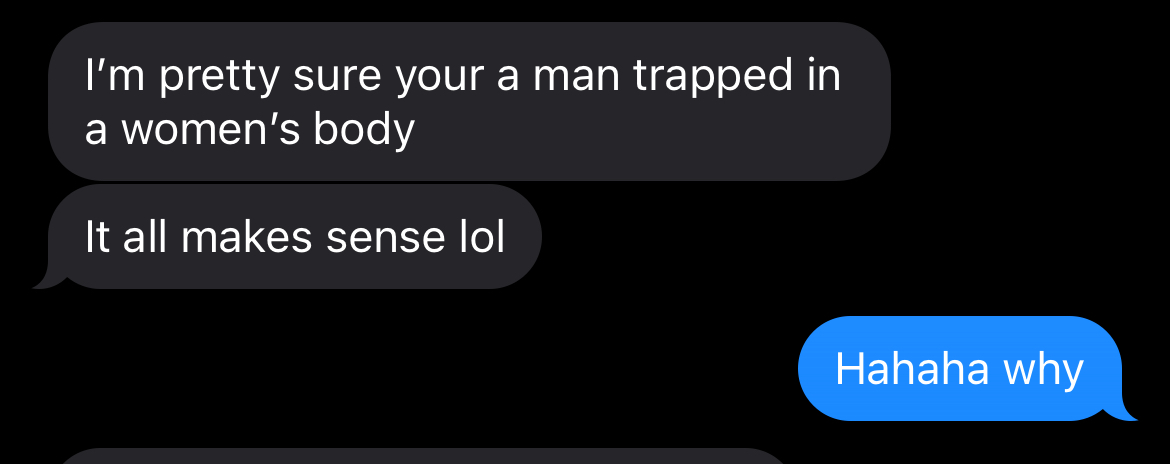 I’m pretty sure your a man trapped in
a women’s body
It all makes sense lol
Hahaha why